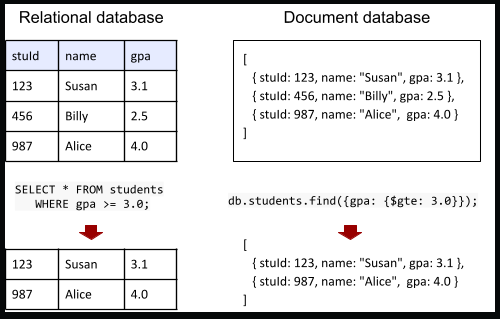 Relational database
stuId name gpa
123 Susan 3.1
456 Billy 2.5
987 Alice 4.0
SELECT * FROM students
WHERE gpa >= 3.0;
123 Susan 3.1
987 Alice 4.0
Document database
[
{ stuId: 123, name: "Susan", gpa: 3.1 },
{ stuId: 456, name: "Billy", gpa: 2.5 },
{ stuId: 987, name: "Alice",  gpa: 4.0 }
]
db.students.find({gpa: {$gte: 3.0}});
[
{ stuId: 123, name: "Susan", gpa: 3.1 },
{ stuId: 987, name: "Alice",  gpa: 4.0 }
]